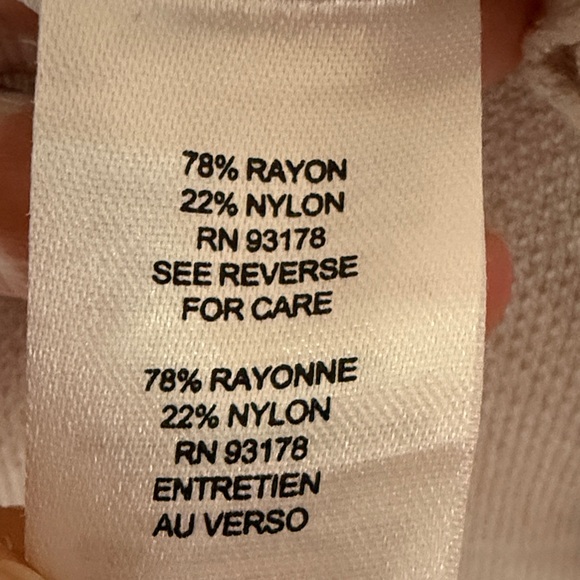 78% RAYON
22% NYLON
RN 93178
SEE REVERSE
FOR CARE
78% RAYONNE
22% NYLON
RN 93178
ENTRETIEN
AU VERSO